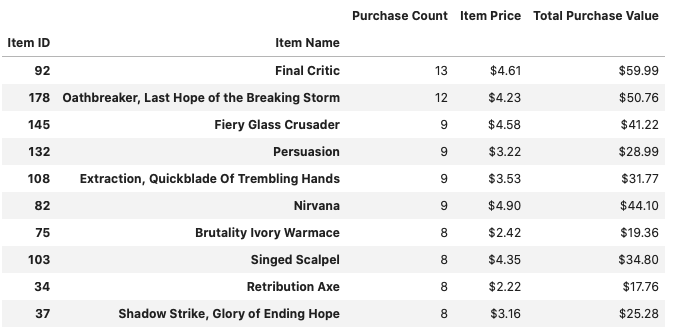 Purchase Count Item Price Total Purchase Value
Item ID Item Name
92 Final Critic 13 $4.61 $59.99
178 Oathbreaker, Last Hope of the Breaking Storm 12 $4.23 $50.76
145 Fiery Glass Crusader 9 $4.58 $41.22
132 Persuasion 9 $3.22 $28.99
108 Extraction, Quickblade Of Trembling Hands 9 $3.53 $31.77
82 Nirvana 9 $4.90 $44.10
75 Brutality Ivory Warmace 8 $2.42 $19.36
103 Singed Scalpel 8 $4.35 $34.80
34 Retribution Axe 8 $2.22 $17.76
37 Shadow Strike, Glory of Ending Hope 8 $3.16 $25.28